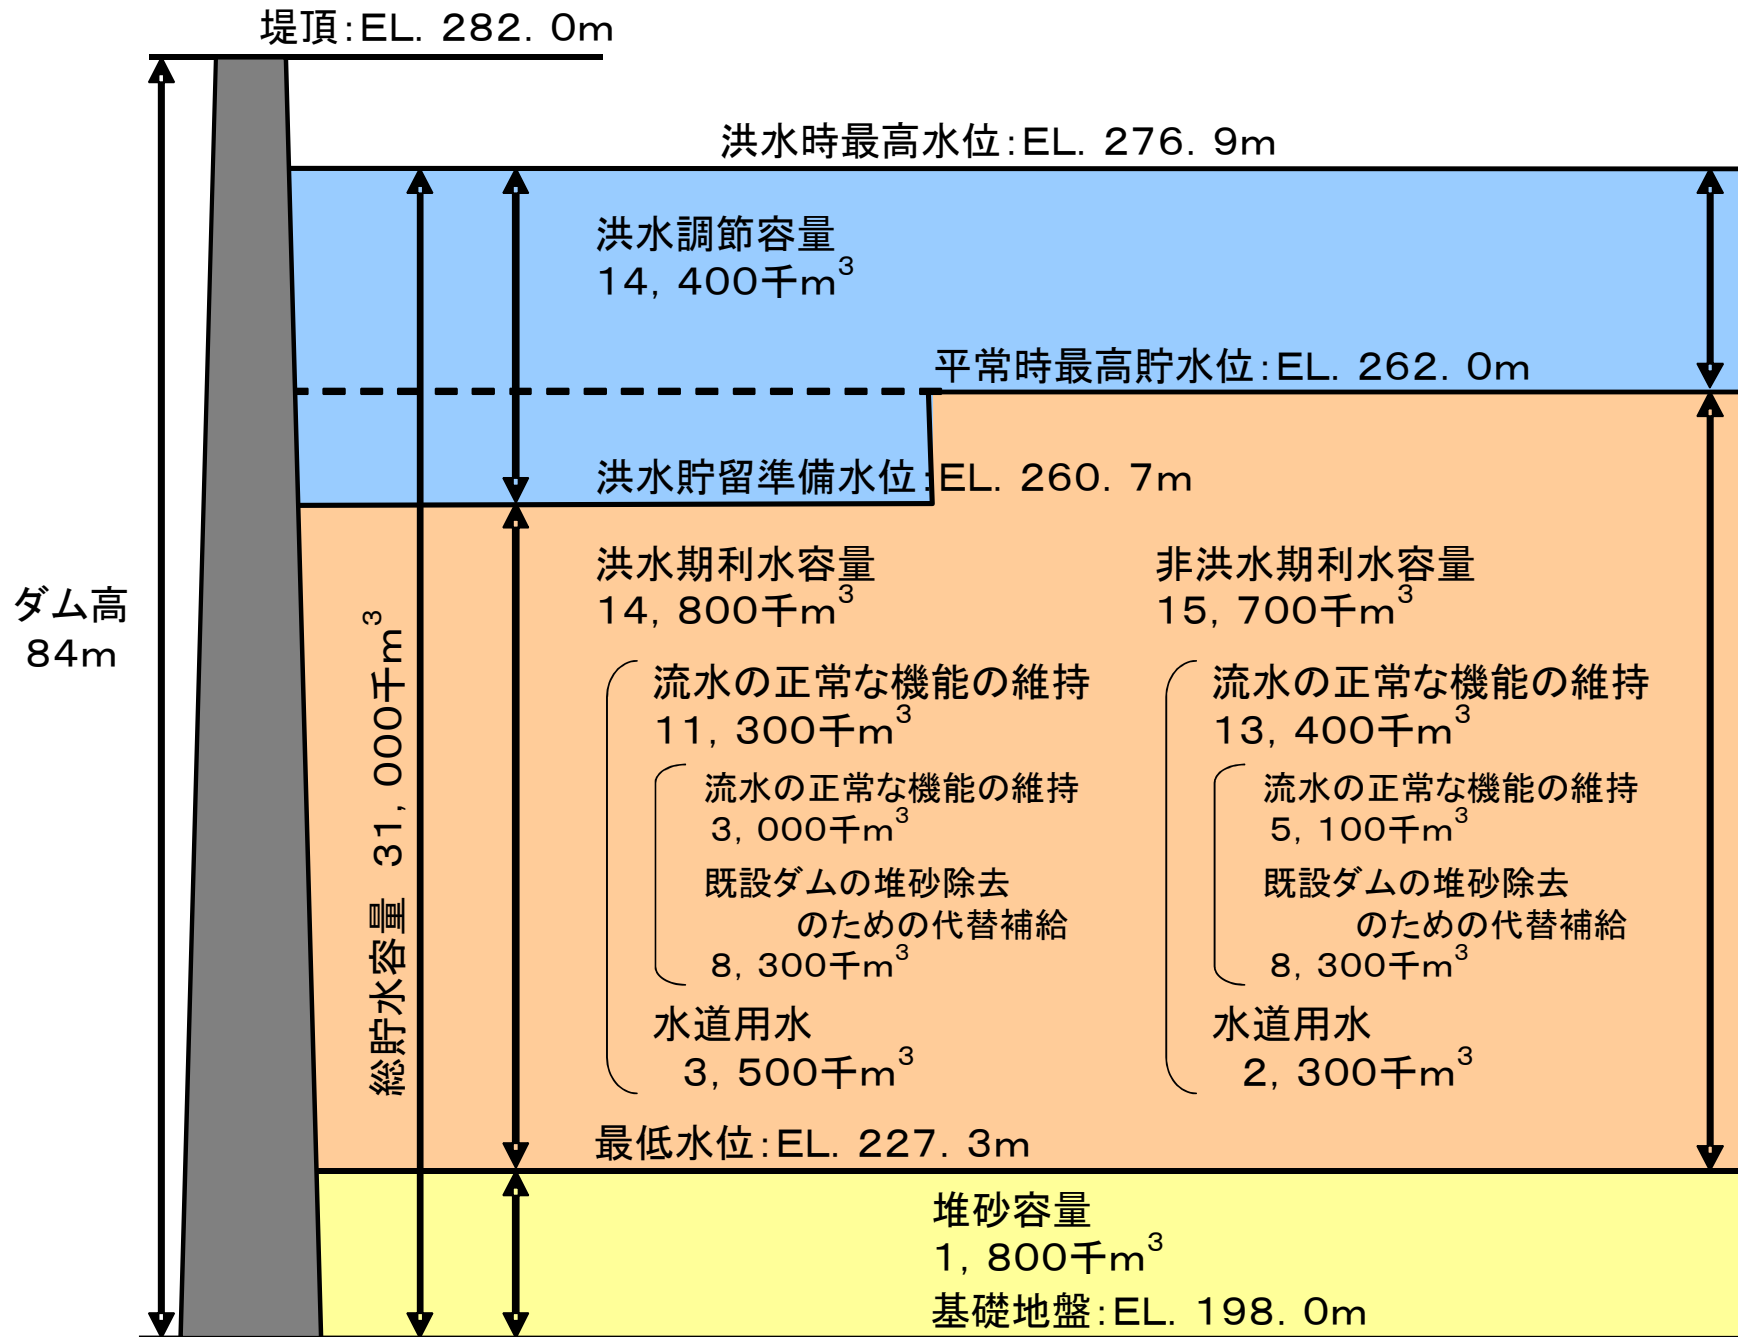 堤頂：EL. 282. 0m
洪水時最高水位：EL. 276. 9m
洪水調節容量
14, 400千m³
平常時最高貯水位：EL. 262. 0m
洪水貯留準備水位：EL. 260. 7m
ダム高
84m
総貯水容量 31, 000千m³
洪水期利水容量
14, 800千m³
流水の正常な機能の維持
11, 300千m³
流水の正常な機能の維持
3, 000千m³
既設ダムの堆砂除去
のための代替補給
8, 300千m³
水道用水
3, 500千m³
非洪水期利水容量
15, 700千m³
流水の正常な機能の維持
13, 400千m³
流水の正常な機能の維持
5, 100千m³
既設ダムの堆砂除去
のための代替補給
8, 300千m³
水道用水
2, 300千m³
最低水位：EL. 227. 3m
堆砂容量
1, 800千m³
基礎地盤：EL. 198. 0m